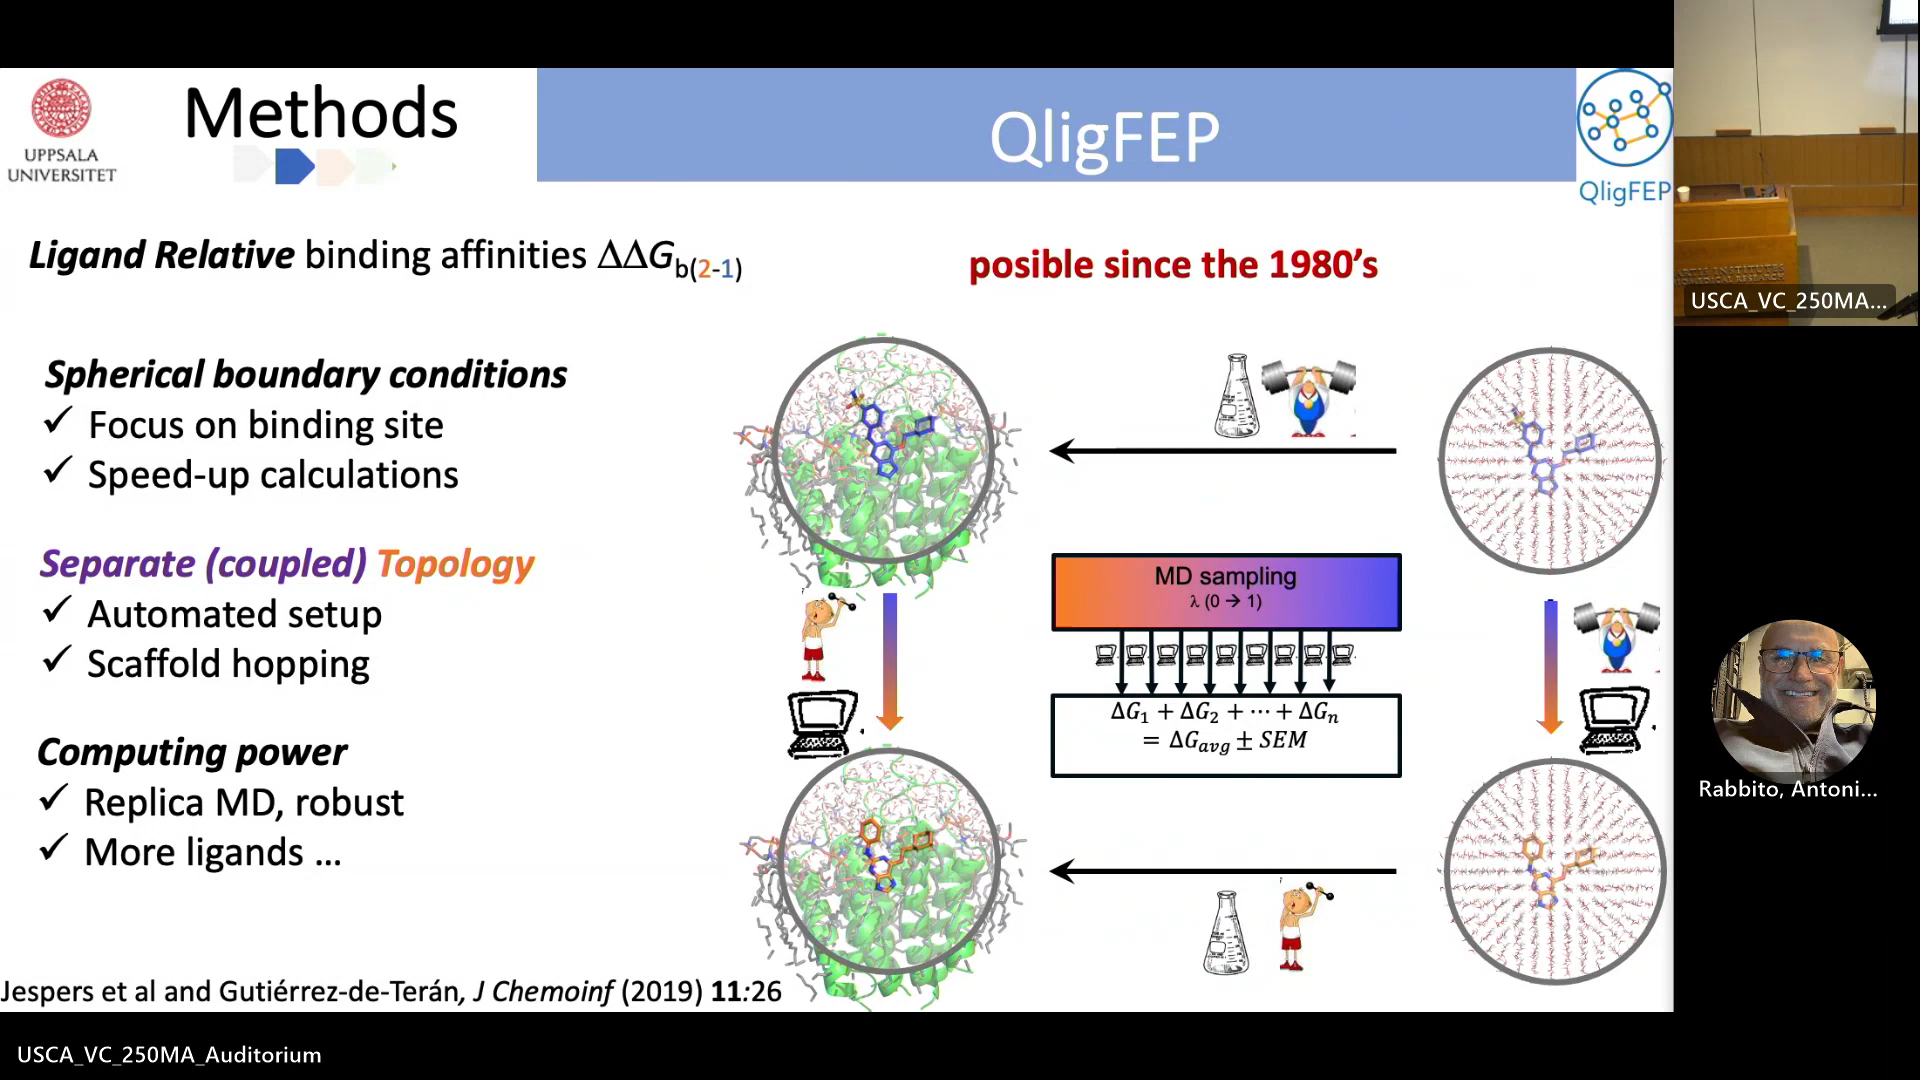 UPPSALA
UNIVERSITET
Methods
QligFEP
QligFEP
Ligand Relative binding affinities ΔΔG_b(2-1)
posible since the 1980’s
Spherical boundary conditions
✓ Focus on binding site
✓ Speed-up calculations
Separate (coupled) Topology
✓ Automated setup
✓ Scaffold hopping
Computing power
✓ Replica MD, robust
✓ More ligands ...
MD sampling
λ (0 → 1)
ΔG₁ + ΔG₂ + ⋯ + ΔGₙ
= ΔG_avg ± SEM
Jespers et al and Gutiérrez-de-Terán, J Chemoinf (2019) 11:26
USCA_VC_250MA...
Rabbito, Antoni...
USCA_VC_250MA_Auditorium